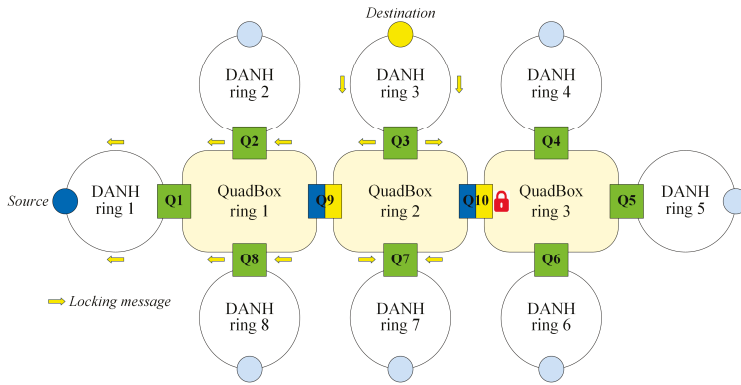 Destination
DANH
ring 2
DANH
ring 3
DANH
ring 4
Q2
Q3
Q4
Source
DANH
ring 1
Q1
QuadBox
ring 1
Q9
QuadBox
ring 2
Q10
QuadBox
ring 3
Q5
DANH
ring 5
Q8
Q7
Q6
Locking message
DANH
ring 8
DANH
ring 7
DANH
ring 6